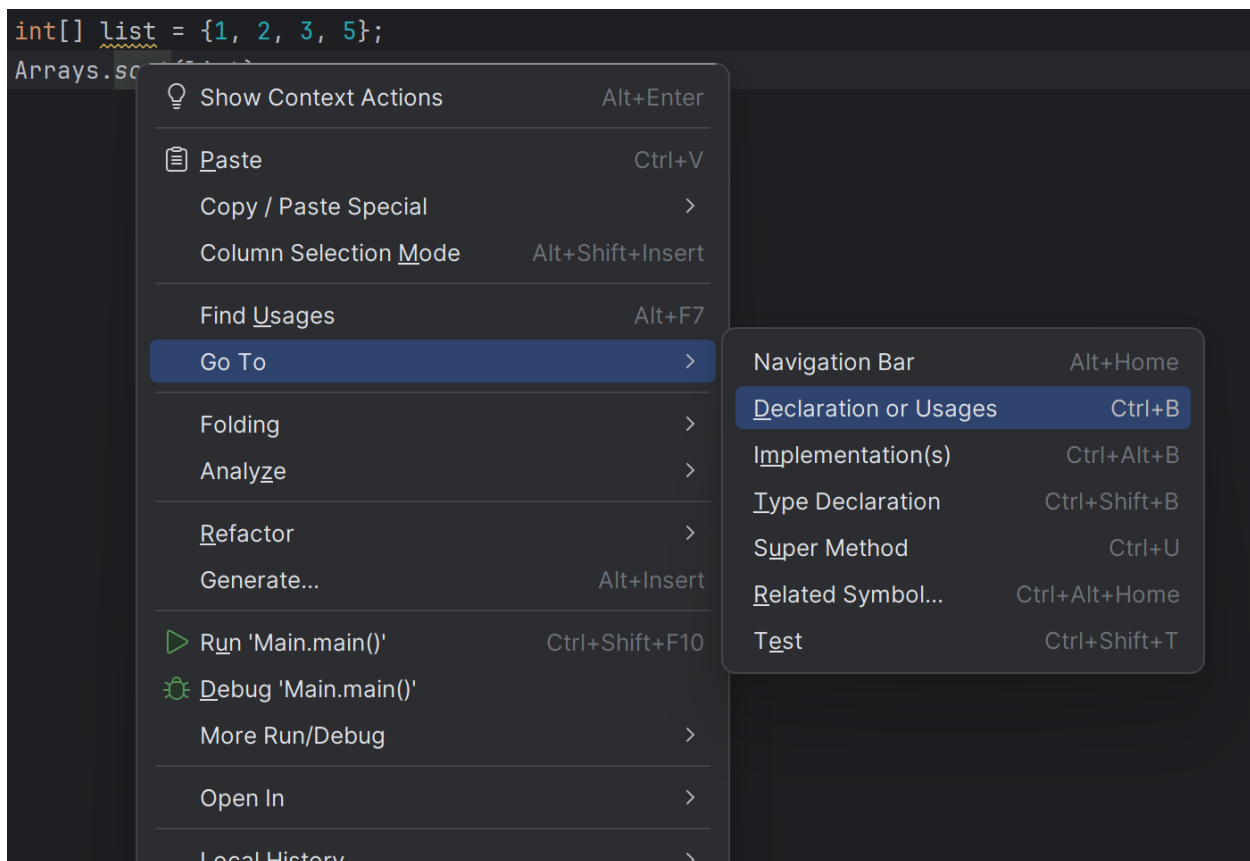 int[] list = {1, 2, 3, 5};
Arrays.
Show Context Actions Alt+Enter
Paste Ctrl+V
Copy / Paste Special
Column Selection Mode Alt+Shift+Insert
Find Usages Alt+F7
Go To
Folding
Analyze
Refactor
Generate... Alt+Insert
Run 'Main.main()' Ctrl+Shift+F10
Debug 'Main.main()'
More Run/Debug
Open In
Local History
Navigation Bar Alt+Home
Declaration or Usages Ctrl+B
Implementation(s) Ctrl+Alt+B
Type Declaration Ctrl+Shift+B
Super Method Ctrl+U
Related Symbol... Ctrl+Alt+Home
Test Ctrl+Shift+T